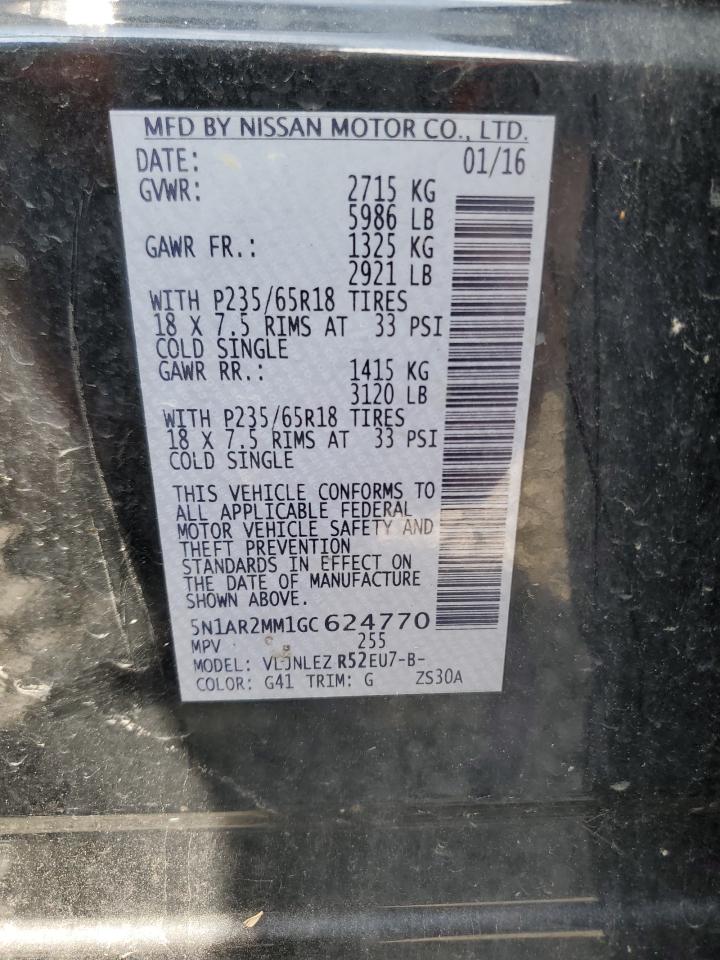 MFD BY NISSAN MOTOR CO., LTD.
DATE: 01/16
GVWR: 2715 KG
5986 LB
GAWR FR.: 1325 KG
2921 LB
WITH P235/65R18 TIRES
18 X 7.5 RIMS AT 33 PSI
COLD SINGLE
GAWR RR.: 1415 KG
3120 LB
WITH P235/65R18 TIRES
18 X 7.5 RIMS AT 33 PSI
COLD SINGLE
THIS VEHICLE CONFORMS TO
ALL APPLICABLE FEDERAL
MOTOR VEHICLE SAFETY AND
THEFT PREVENTION
STANDARDS IN EFFECT ON
THE DATE OF MANUFACTURE
SHOWN ABOVE.
5N1AR2MM1GC624770
MPV 255
MODEL: R52EU7-B-
COLOR: G41 TRIM: G ZS30A